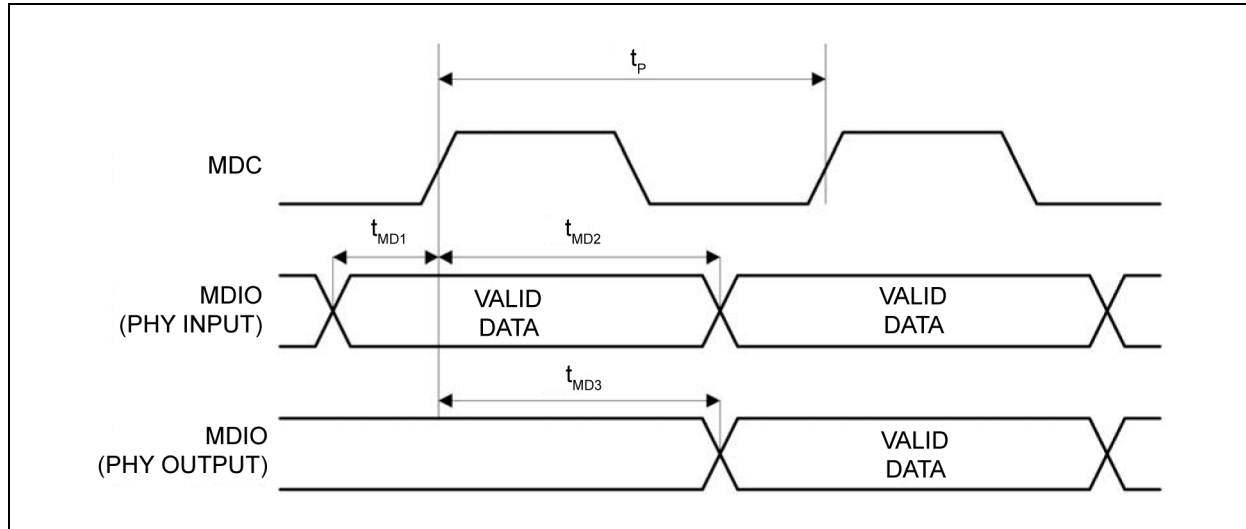 tP
MDC
tMD1
tMD2
MDIO
(PHY INPUT)
VALID
DATA
VALID
DATA
tMD3
MDIO
(PHY OUTPUT)
VALID
DATA